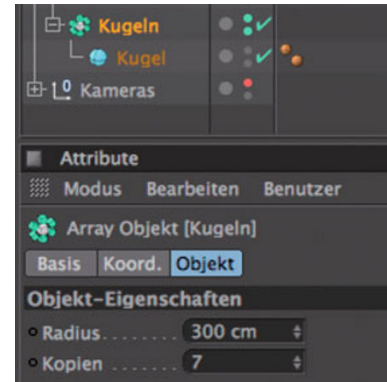 Kugeln
Kugel
0 Kameras
Attribute
Modus Bearbeiten Benutzer
Array Objekt [Kugeln]
Basis Koord. Objekt
Objekt-Eigenschaften
Radius........ 300 cm
Kopien ....... 7